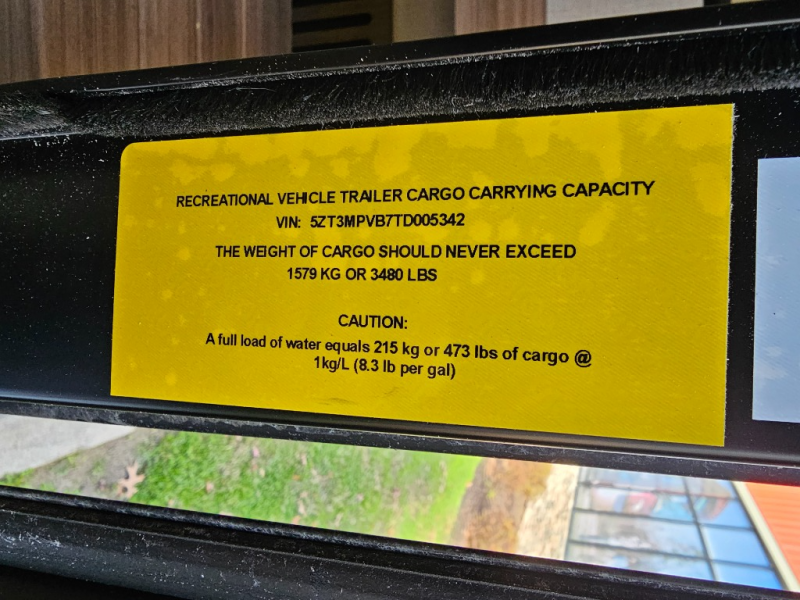 RECREATIONAL VEHICLE TRAILER CARGO CARRYING CAPACITY
VIN: 5ZT3MPVB7TD005342
THE WEIGHT OF CARGO SHOULD NEVER EXCEED
1579 KG OR 3480 LBS
CAUTION:
A full load of water equals 215 kg or 473 lbs of cargo @
1kg/L (8.3 lb per gal)